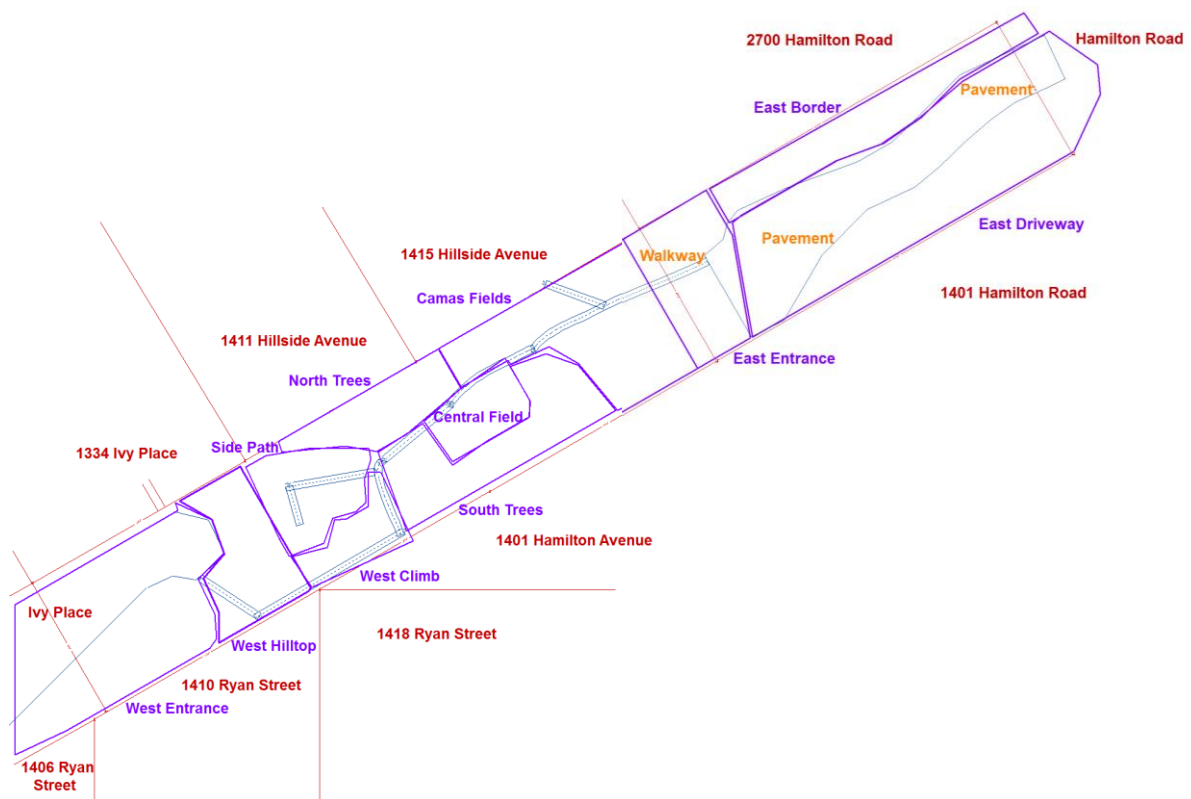 2700 Hamilton Road
Hamilton Road
Pavement
East Border
East Driveway
Pavement
1415 Hillside Avenue
Walkway
Camas Fields
1401 Hamilton Road
1411 Hillside Avenue
East Entrance
North Trees
Central Field
Side Path
1334 Ivy Place
South Trees
1401 Hamilton Avenue
West Climb
Ivy Place
1418 Ryan Street
West Hilltop
1410 Ryan Street
West Entrance
1406 Ryan
Street